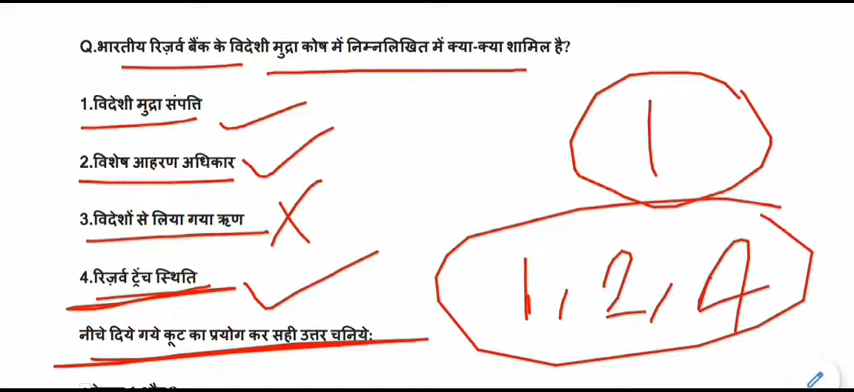 Q.भारतीय रिज़र्व बैंक के विदेशी मुद्रा कोष में निम्नलिखित में क्या-क्या शामिल है?
1.विदेशी मुद्रा संपत्ति
1
2.विशेष आहरण अधिकार
3.विदेशों से लिया गया ऋण
4.रिज़र्व ट्रेंच स्थिति
1, 2, 4
नीचे दिये गये कूट का प्रयोग कर सही उत्तर चनिये: